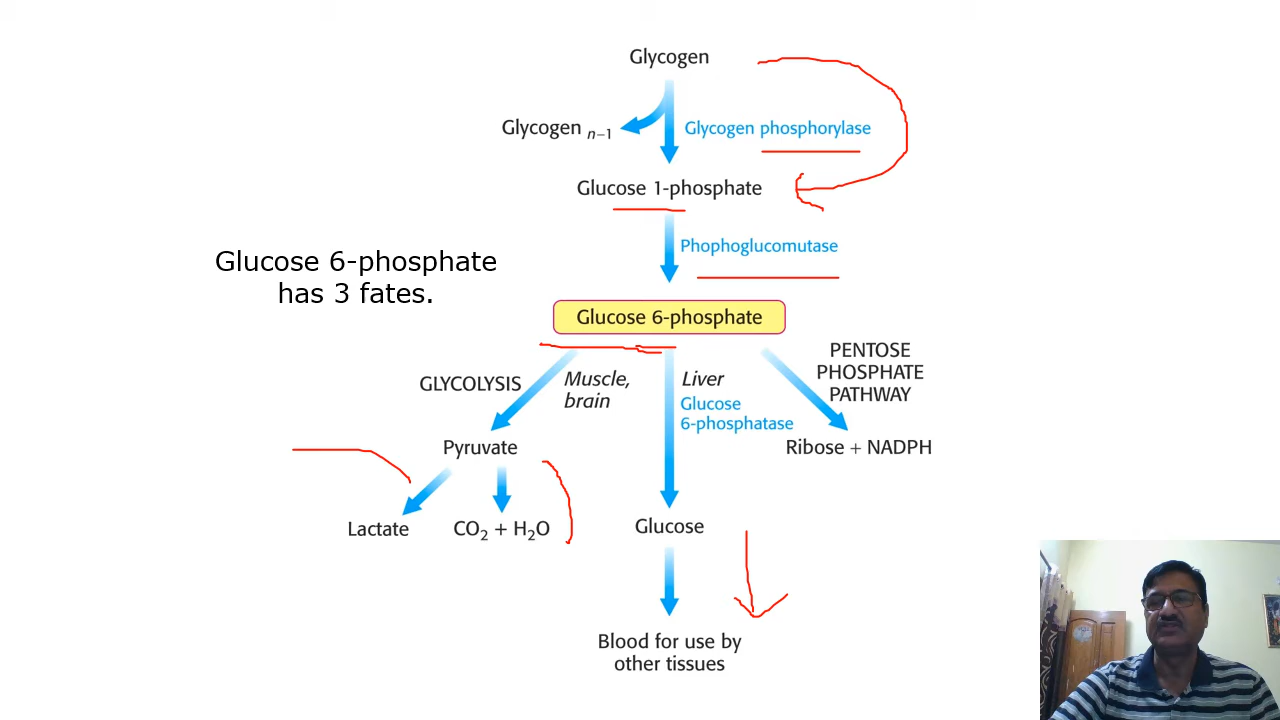 Glycogen
Glycogen n–1
Glycogen phosphorylase
Glucose 1-phosphate
Phophoglucomutase
Glucose 6-phosphate
has 3 fates.
Glucose 6-phosphate
GLYCOLYSIS
Muscle,
brain
Liver
Glucose
6-phosphatase
PENTOSE
PHOSPHATE
PATHWAY
Pyruvate
Ribose + NADPH
Lactate
CO₂ + H₂O
Glucose
Blood for use by
other tissues